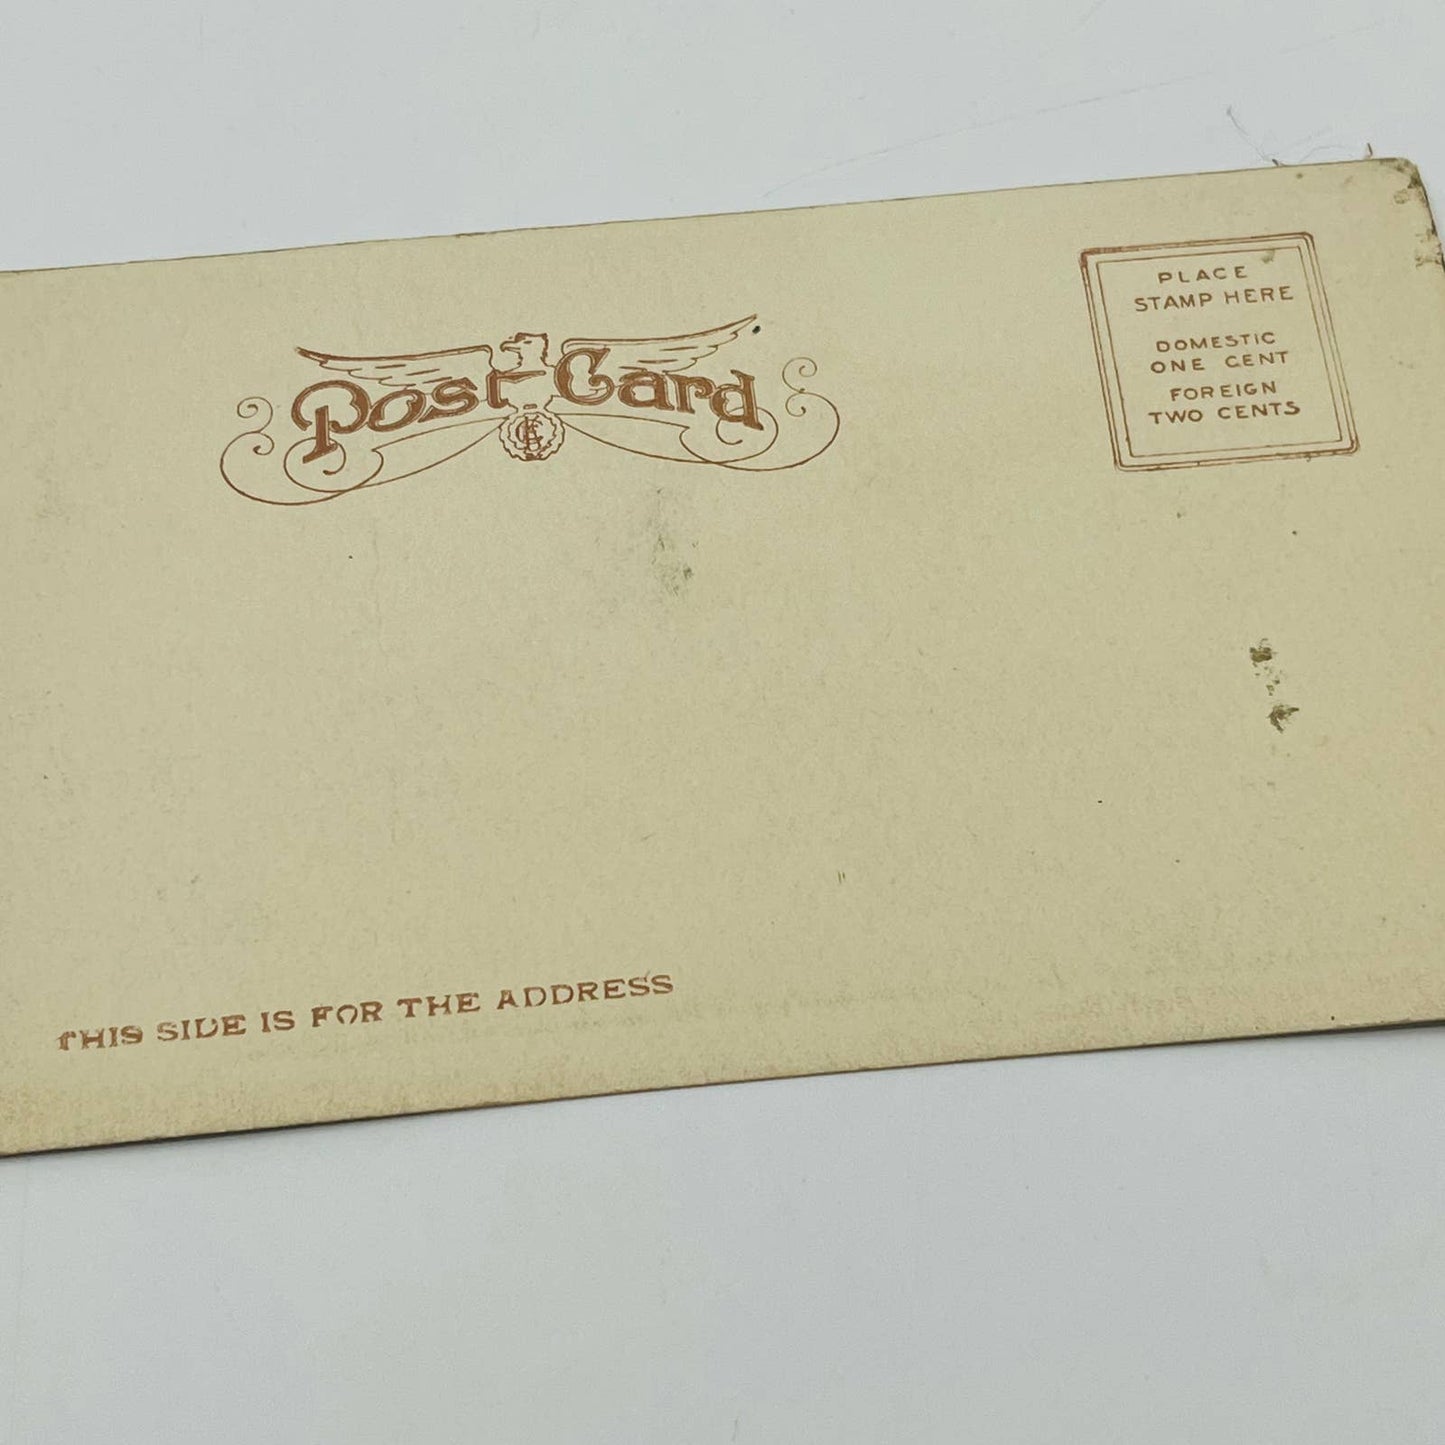 Post Card
PLACE
STAMP HERE
DOMESTIC
ONE CENT
FOREIGN
TWO CENTS
THIS SIDE IS FOR THE ADDRESS